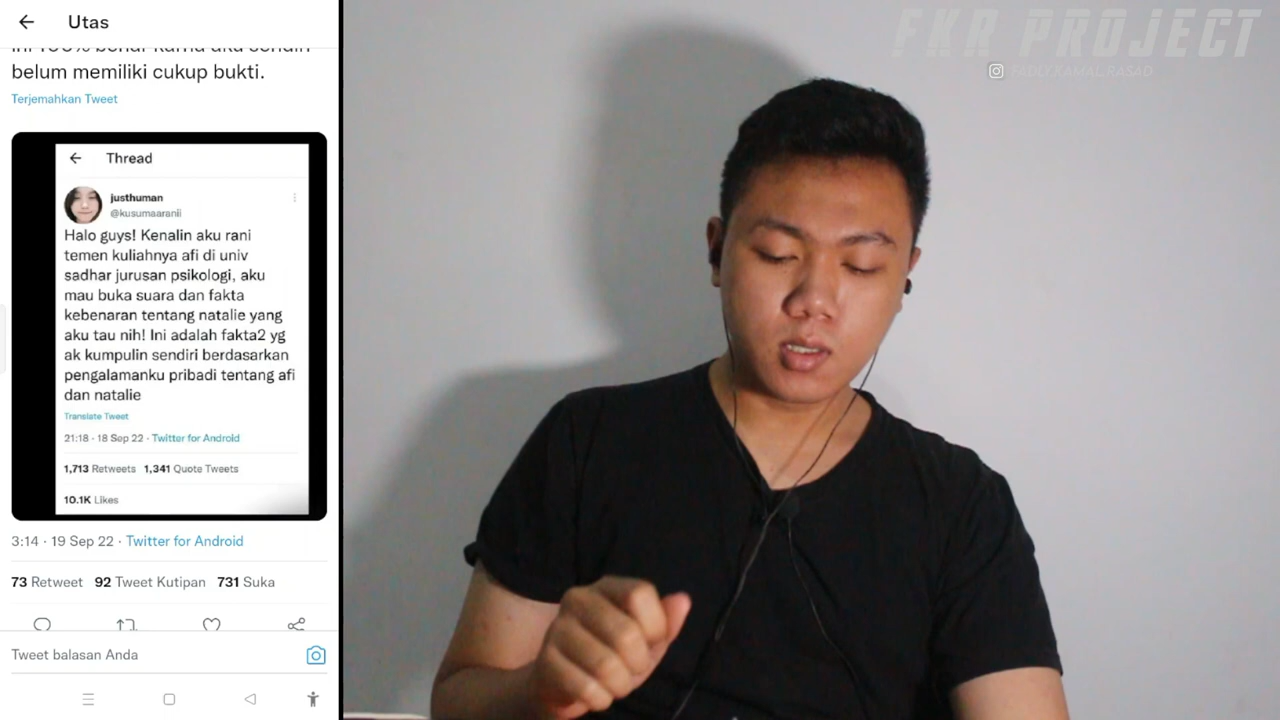 Utas
belum memiliki cukup bukti.
Terjemahkan Tweet
Thread
justhuman
@kusumaaranii
Halo guys! Kenalin aku rani
temen kuliahnya afi di univ
sadhar jurusan psikologi, aku
mau buka suara dan fakta
kebenaran tentang natalie yang
aku tau nih! Ini adalah fakta2 yg
ak kumpulin sendiri berdasarkan
pengalamanku pribadi tentang afi
dan natalie
Translate Tweet
21:18 · 18 Sep 22 · Twitter for Android
1,713 Retweets 1,341 Quote Tweets
10.1K Likes
3:14 · 19 Sep 22 · Twitter for Android
73 Retweet 92 Tweet Kutipan 731 Suka
Tweet balasan Anda
FKR PROJECT
FADLY.KAMAL.RASAD